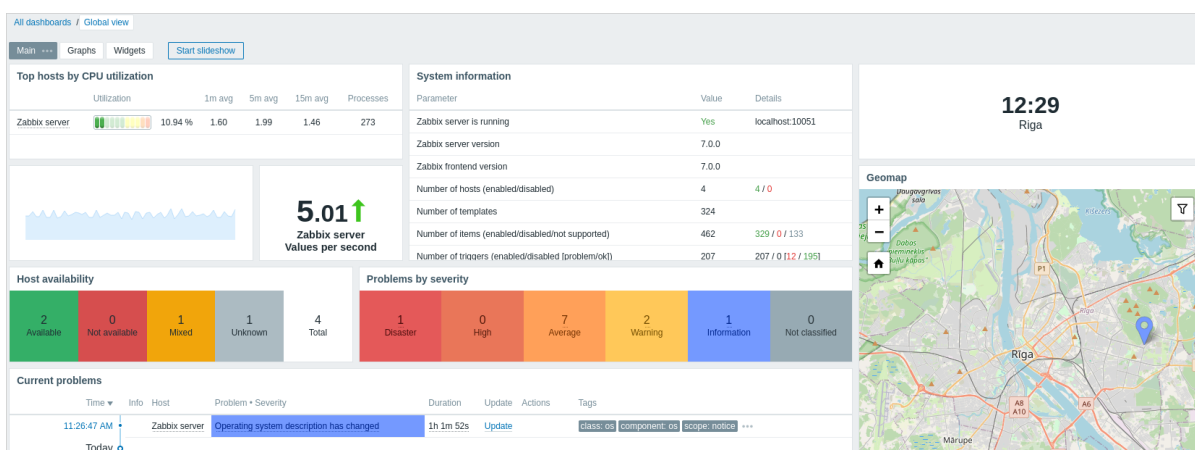 All dashboards / Global view
Main ••• Graphs Widgets Start slideshow
Top hosts by CPU utilization
Utilization 1m avg 5m avg 15m avg Processes
Zabbix server 10.94 % 1.60 1.99 1.46 273
5.01
Zabbix server
Values per second
System information
Parameter Value Details
Zabbix server is running Yes localhost:10051
Zabbix server version 7.0.0
Zabbix frontend version 7.0.0
Number of hosts (enabled/disabled) 4 4 / 0
Number of templates 324
Number of items (enabled/disabled/not supported) 462 329 / 0 / 133
Number of triggers (enabled/disabled [problem/ok]) 207 207 / 0 [12 / 195]
12:29
Riga
Host availability
2 0 1 1 4
Available Not available Mixed Unknown Total
Problems by severity
1 0 7 2 1 0
Disaster High Average Warning Information Not classified
Current problems
Time Info Host Problem • Severity Duration Update Actions Tags
11:26:47 AM Zabbix server Operating system description has changed 1h 1m 52s Update class: os component: os scope: notice •••
Today
Geomap
+
−
Daugavgrīvas
sala
Ķīšezers
Dabas
P1
Rīga
Rīga
A8
A10
A6
Mārupe